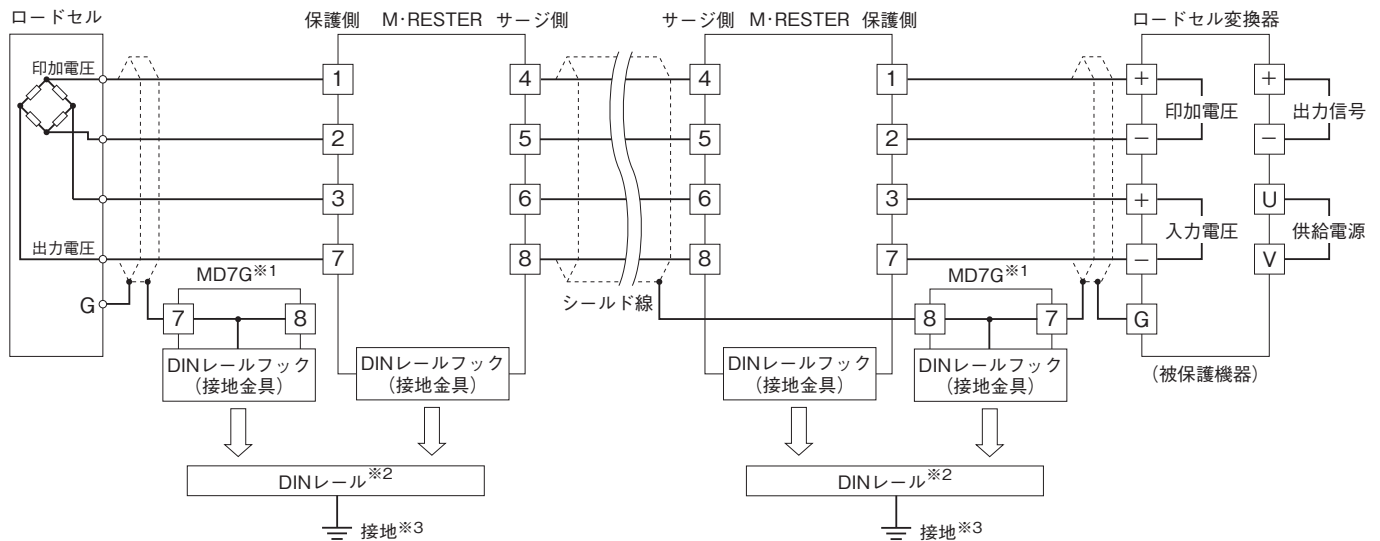 ロードセル
保護側 M·RESTER サージ側
サージ側 M·RESTER 保護側
ロードセル変換器
印加電圧
1
4
4
1
+
印加電圧
+
出力信号
2
5
5
2
−
−
3
6
6
3
+
入力電圧
U
供給電源
出力電圧
7
8
8
7
−
V
G
MD7G※1
7
8
シールド線
MD7G※1
8
7
G
DINレールフック
(接地金具)
DINレールフック
(接地金具)
DINレールフック
(接地金具)
DINレールフック
(接地金具)
(被保護機器)
DINレール※2
DINレール※2
接地※3
接地※3